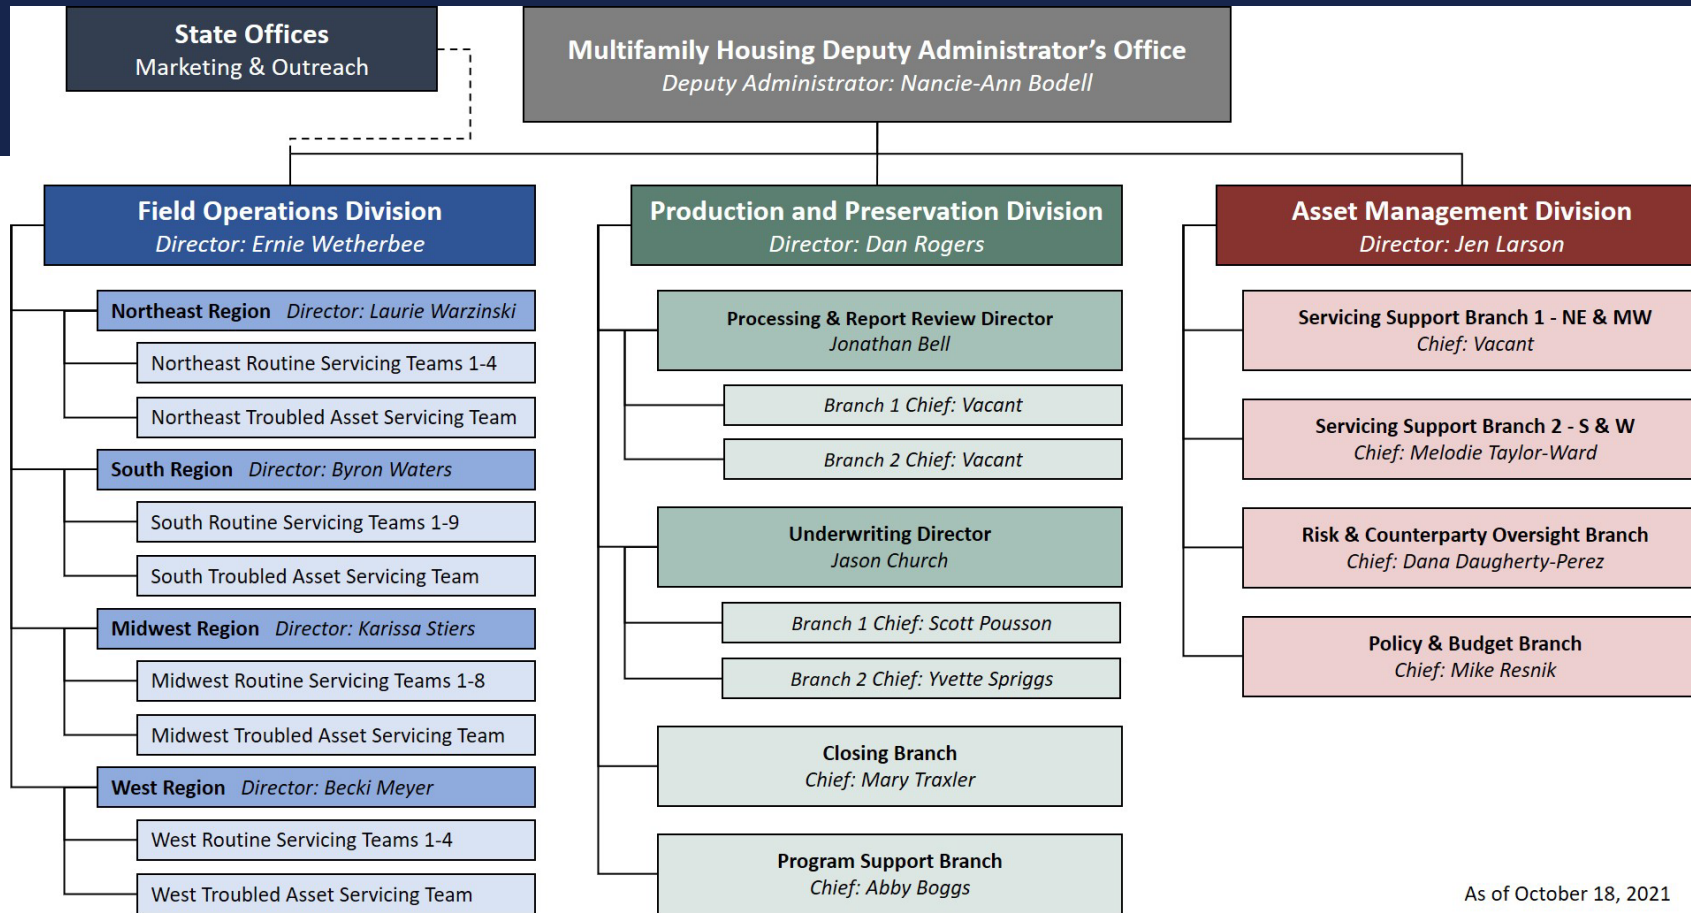 State Offices
Marketing & Outreach
Multifamily Housing Deputy Administrator’s Office
Deputy Administrator: Nancie-Ann Bodell
Field Operations Division
Director: Ernie Wetherbee
Northeast Region Director: Laurie Warzinski
Northeast Routine Servicing Teams 1-4
Northeast Troubled Asset Servicing Team
South Region Director: Byron Waters
South Routine Servicing Teams 1-9
South Troubled Asset Servicing Team
Midwest Region Director: Karissa Stiers
Midwest Routine Servicing Teams 1-8
Midwest Troubled Asset Servicing Team
West Region Director: Becki Meyer
West Routine Servicing Teams 1-4
West Troubled Asset Servicing Team
Production and Preservation Division
Director: Dan Rogers
Processing & Report Review Director
Jonathan Bell
Branch 1 Chief: Vacant
Branch 2 Chief: Vacant
Underwriting Director
Jason Church
Branch 1 Chief: Scott Pousson
Branch 2 Chief: Yvette Spriggs
Closing Branch
Chief: Mary Traxler
Program Support Branch
Chief: Abby Boggs
Asset Management Division
Director: Jen Larson
Servicing Support Branch 1 - NE & MW
Chief: Vacant
Servicing Support Branch 2 - S & W
Chief: Melodie Taylor-Ward
Risk & Counterparty Oversight Branch
Chief: Dana Daugherty-Perez
Policy & Budget Branch
Chief: Mike Resnik
As of October 18, 2021